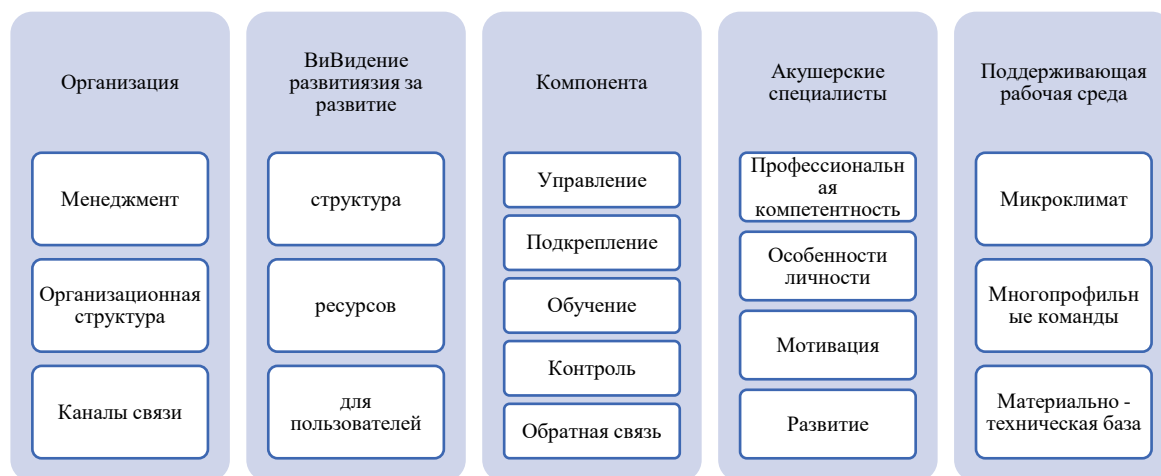 Организация
Менеджмент
Организационная
структура
Каналы связи
ВиВидение
развитиязия за
развитие
структура
ресурсов
для
пользователей
Компонента
Управление
Подкрепление
Обучение
Контроль
Обратная связь
Акушерские
специалисты
Профессиональн
ая
компетентность
Особенности
личности
Мотивация
Развитие
Поддерживающая
рабочая среда
Микроклимат
Многопрофильн
ые команды
Материально -
техническая база